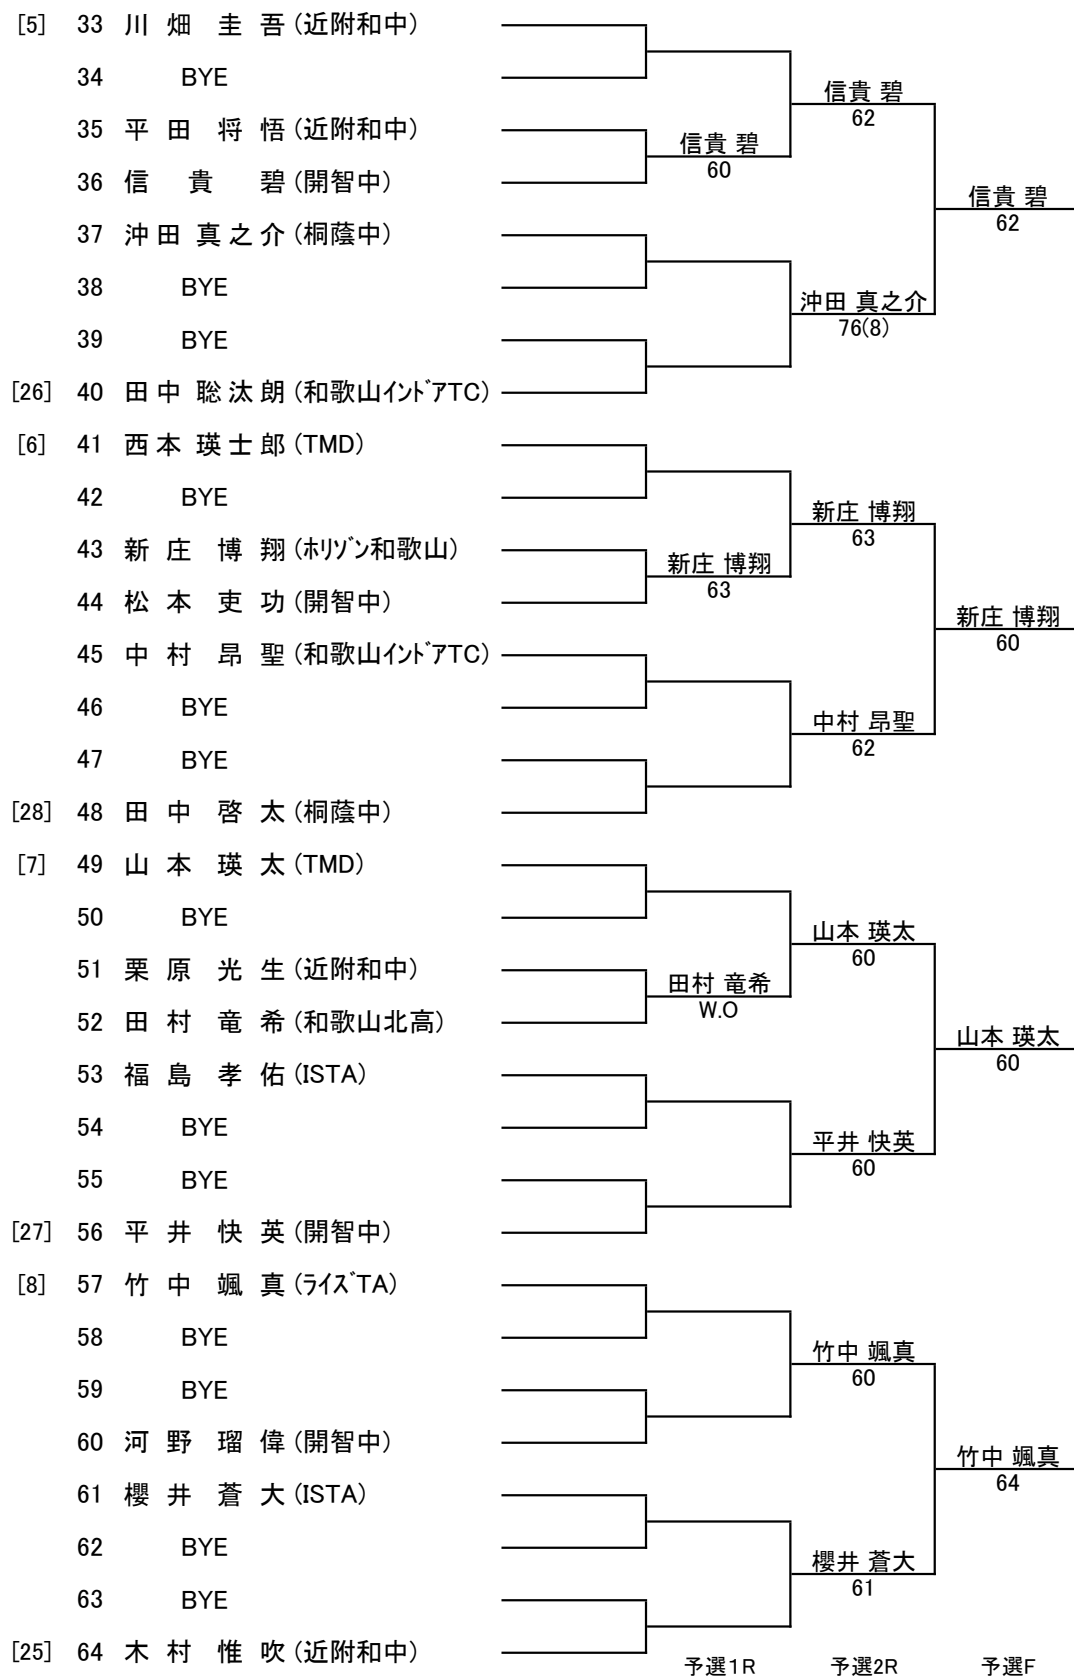 [5] 33 川畑 圭吾 (近附和中)
34 BYE
信貴 碧
62
35 平田 将悟 (近附和中)
信貴 碧
60
36 信貴 碧 (開智中)
信貴 碧
62
37 沖田 真之介 (桐蔭中)
38 BYE
沖田 真之介
76(8)
39 BYE
[26] 40 田中 聡汰朗 (和歌山インドアTC)
[6] 41 西本 瑛士郎 (TMD)
42 BYE
新庄 博翔
63
43 新庄 博翔 (ホリゾン和歌山)
新庄 博翔
63
44 松本 吏功 (開智中)
新庄 博翔
60
45 中村 昂聖 (和歌山インドアTC)
46 BYE
中村 昂聖
62
47 BYE
[28] 48 田中 啓太 (桐蔭中)
[7] 49 山本 瑛太 (TMD)
50 BYE
山本 瑛太
60
51 栗原 光生 (近附和中)
田村 竜希
W.O
52 田村 竜希 (和歌山北高)
山本 瑛太
60
53 福島 孝佑 (ISTA)
54 BYE
平井 快英
60
55 BYE
[27] 56 平井 快英 (開智中)
[8] 57 竹中 颯真 (ライズTA)
58 BYE
竹中 颯真
60
59 BYE
60 河野 瑠偉 (開智中)
竹中 颯真
64
61 櫻井 蒼大 (ISTA)
62 BYE
櫻井 蒼大
61
63 BYE
[25] 64 木村 惟吹 (近附和中)
予選1R 予選2R 予選F